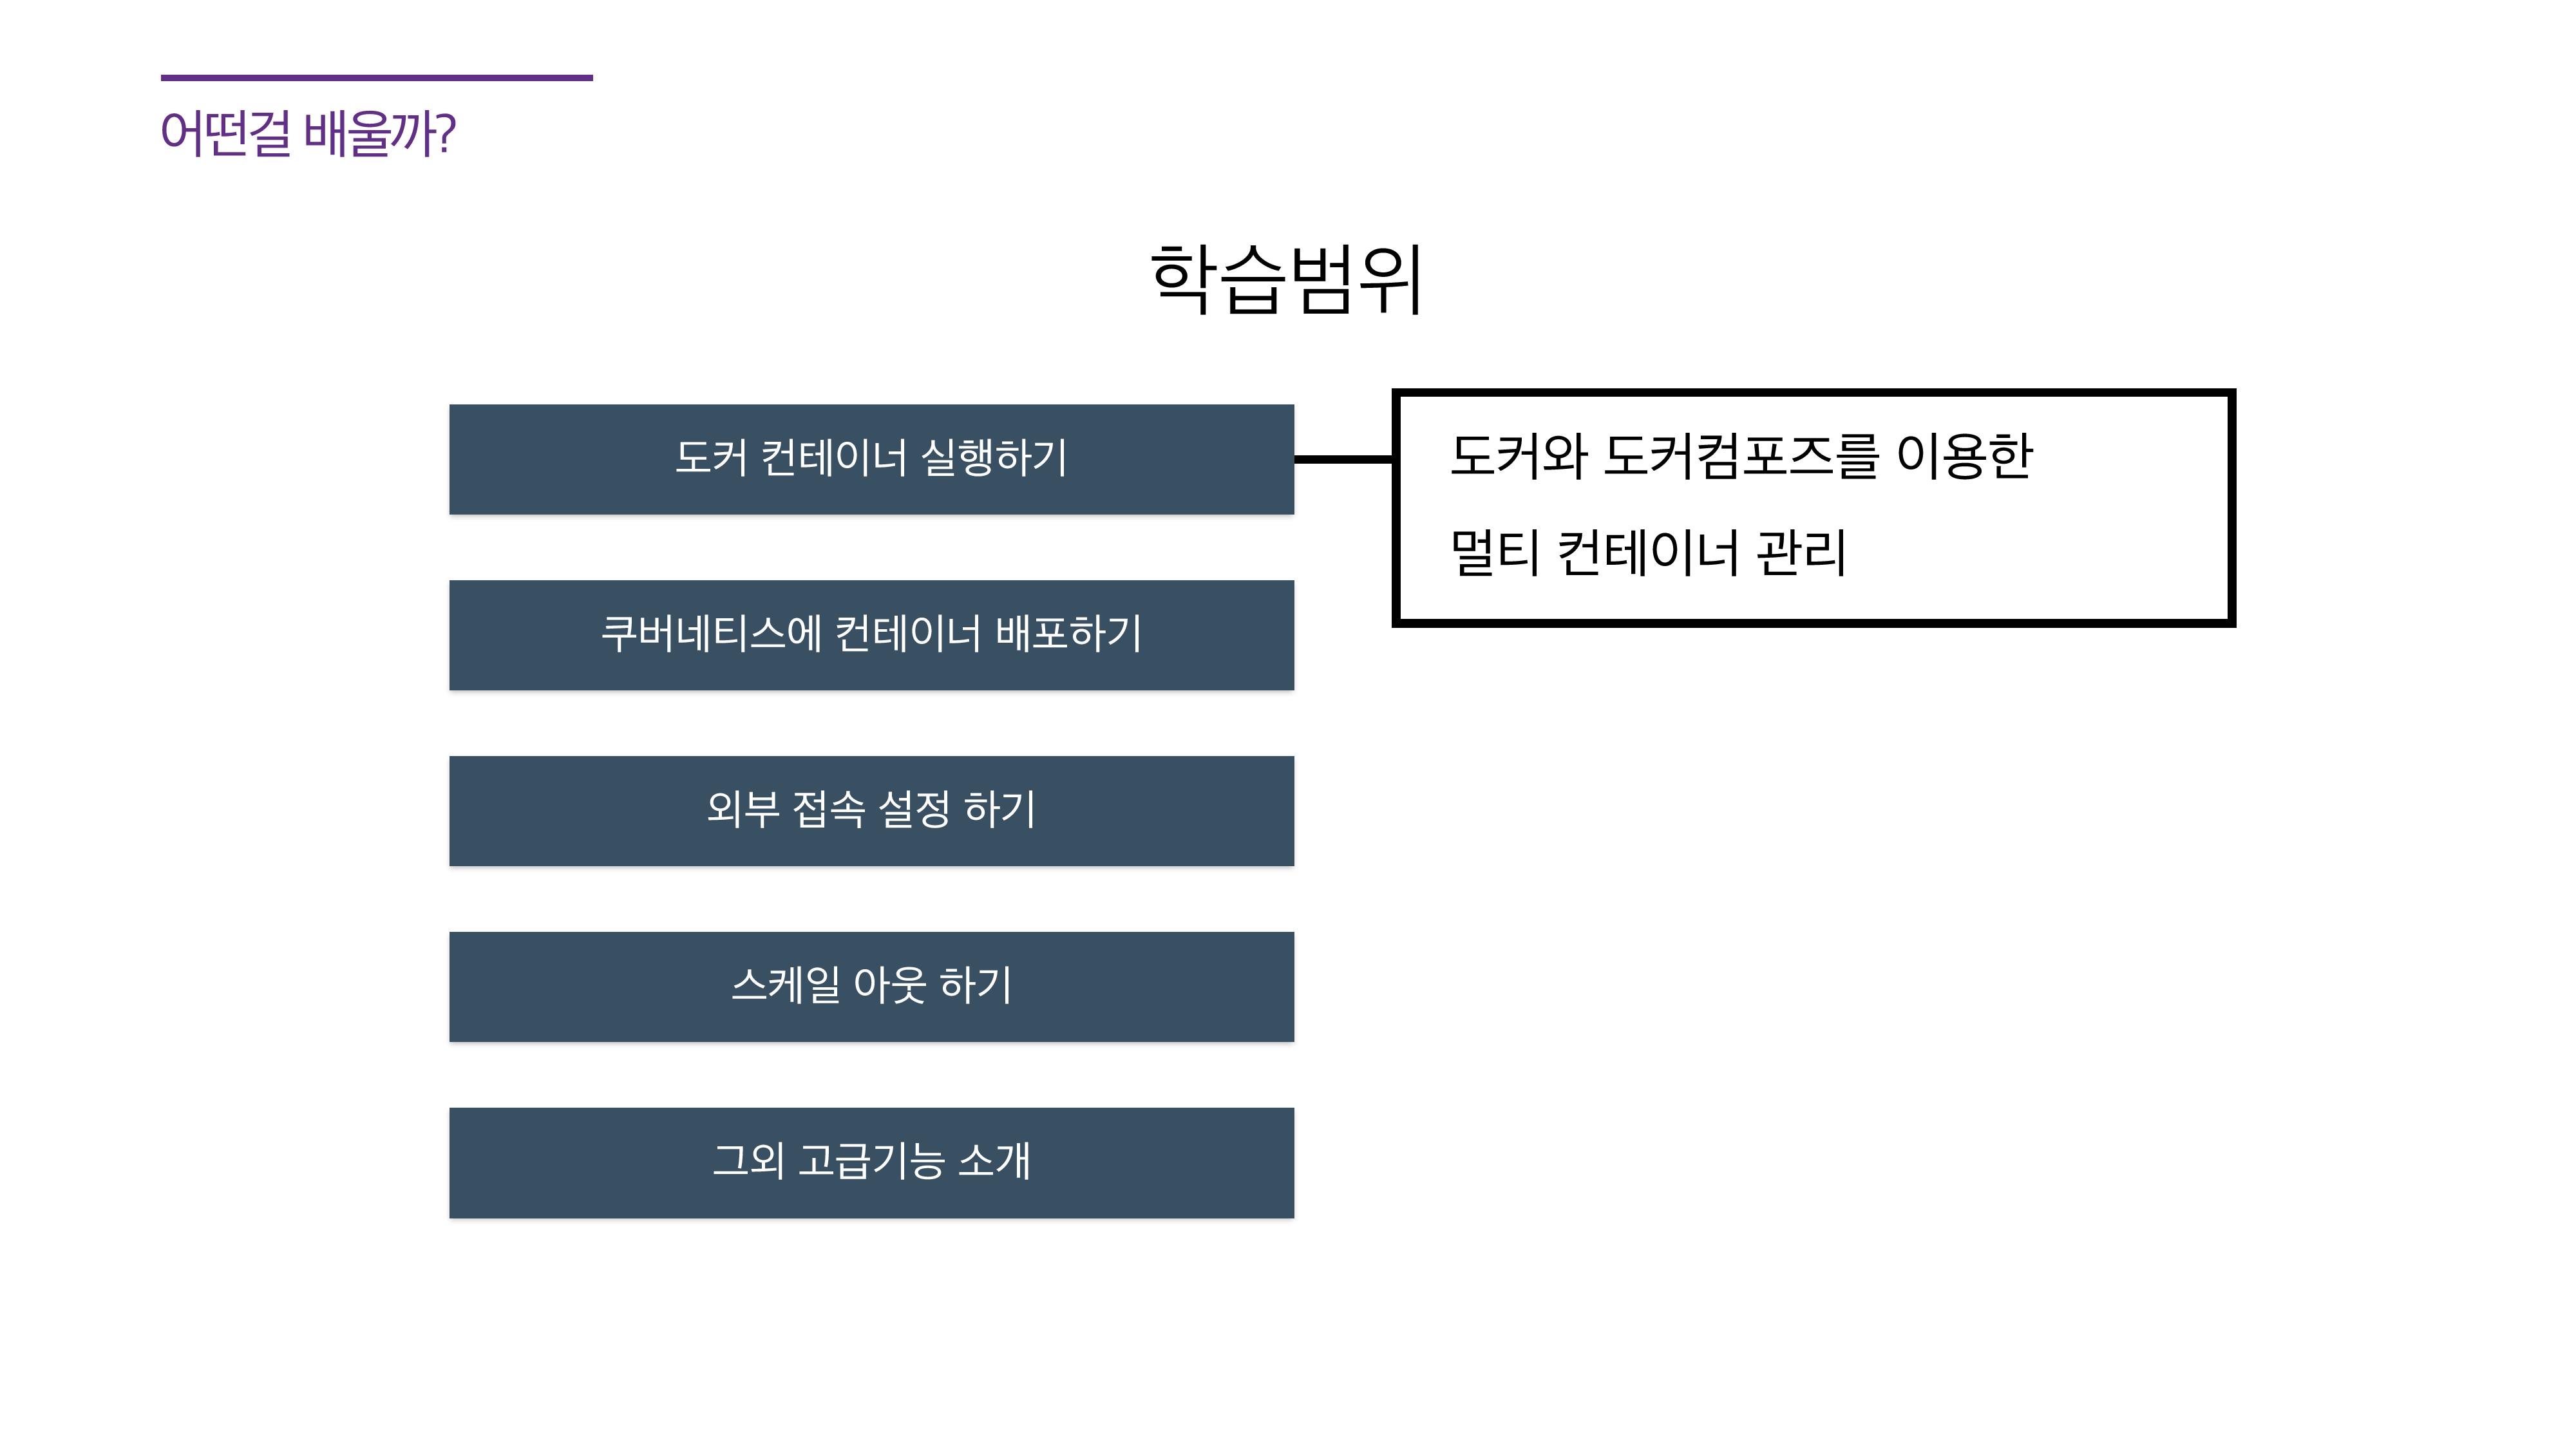 어떤걸 배울까?
학습범위
도커 컨테이너 실행하기
도커와 도커컴포즈를 이용한
멀티 컨테이너 관리
쿠버네티스에 컨테이너 배포하기
외부 접속 설정 하기
스케일 아웃 하기
그외 고급기능 소개